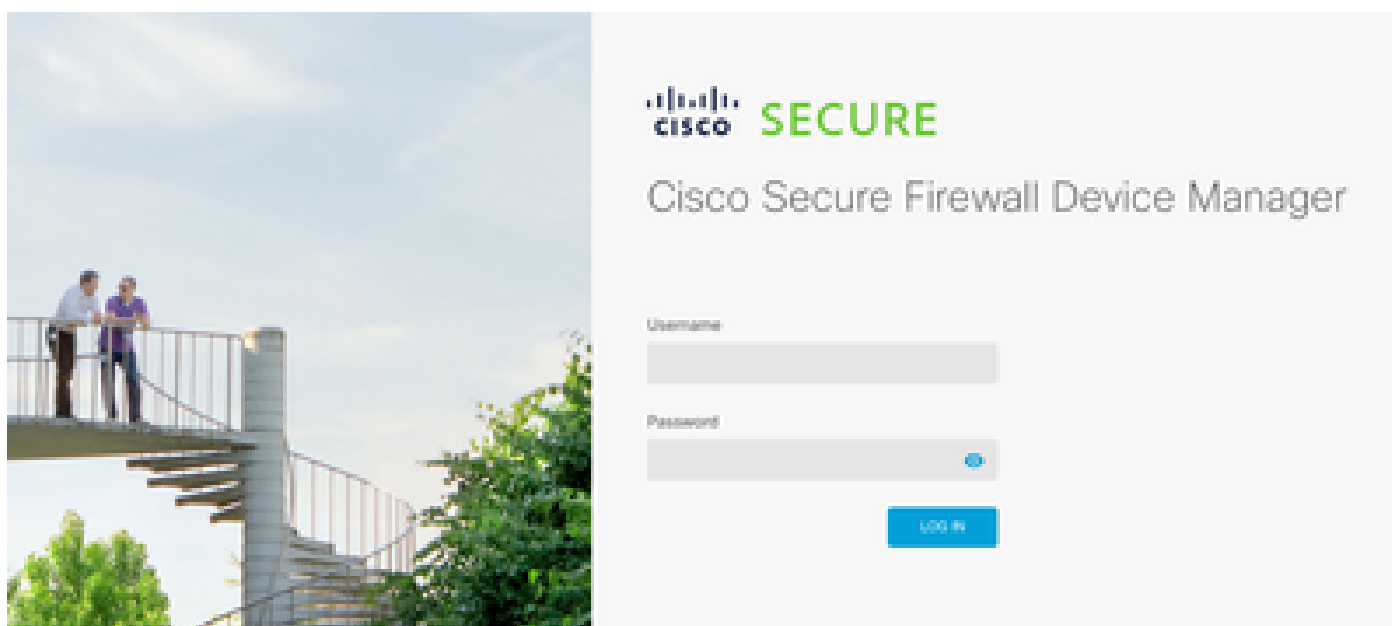 CISCO SECURE
Cisco Secure Firewall Device Manager
Username
Password
LOG IN